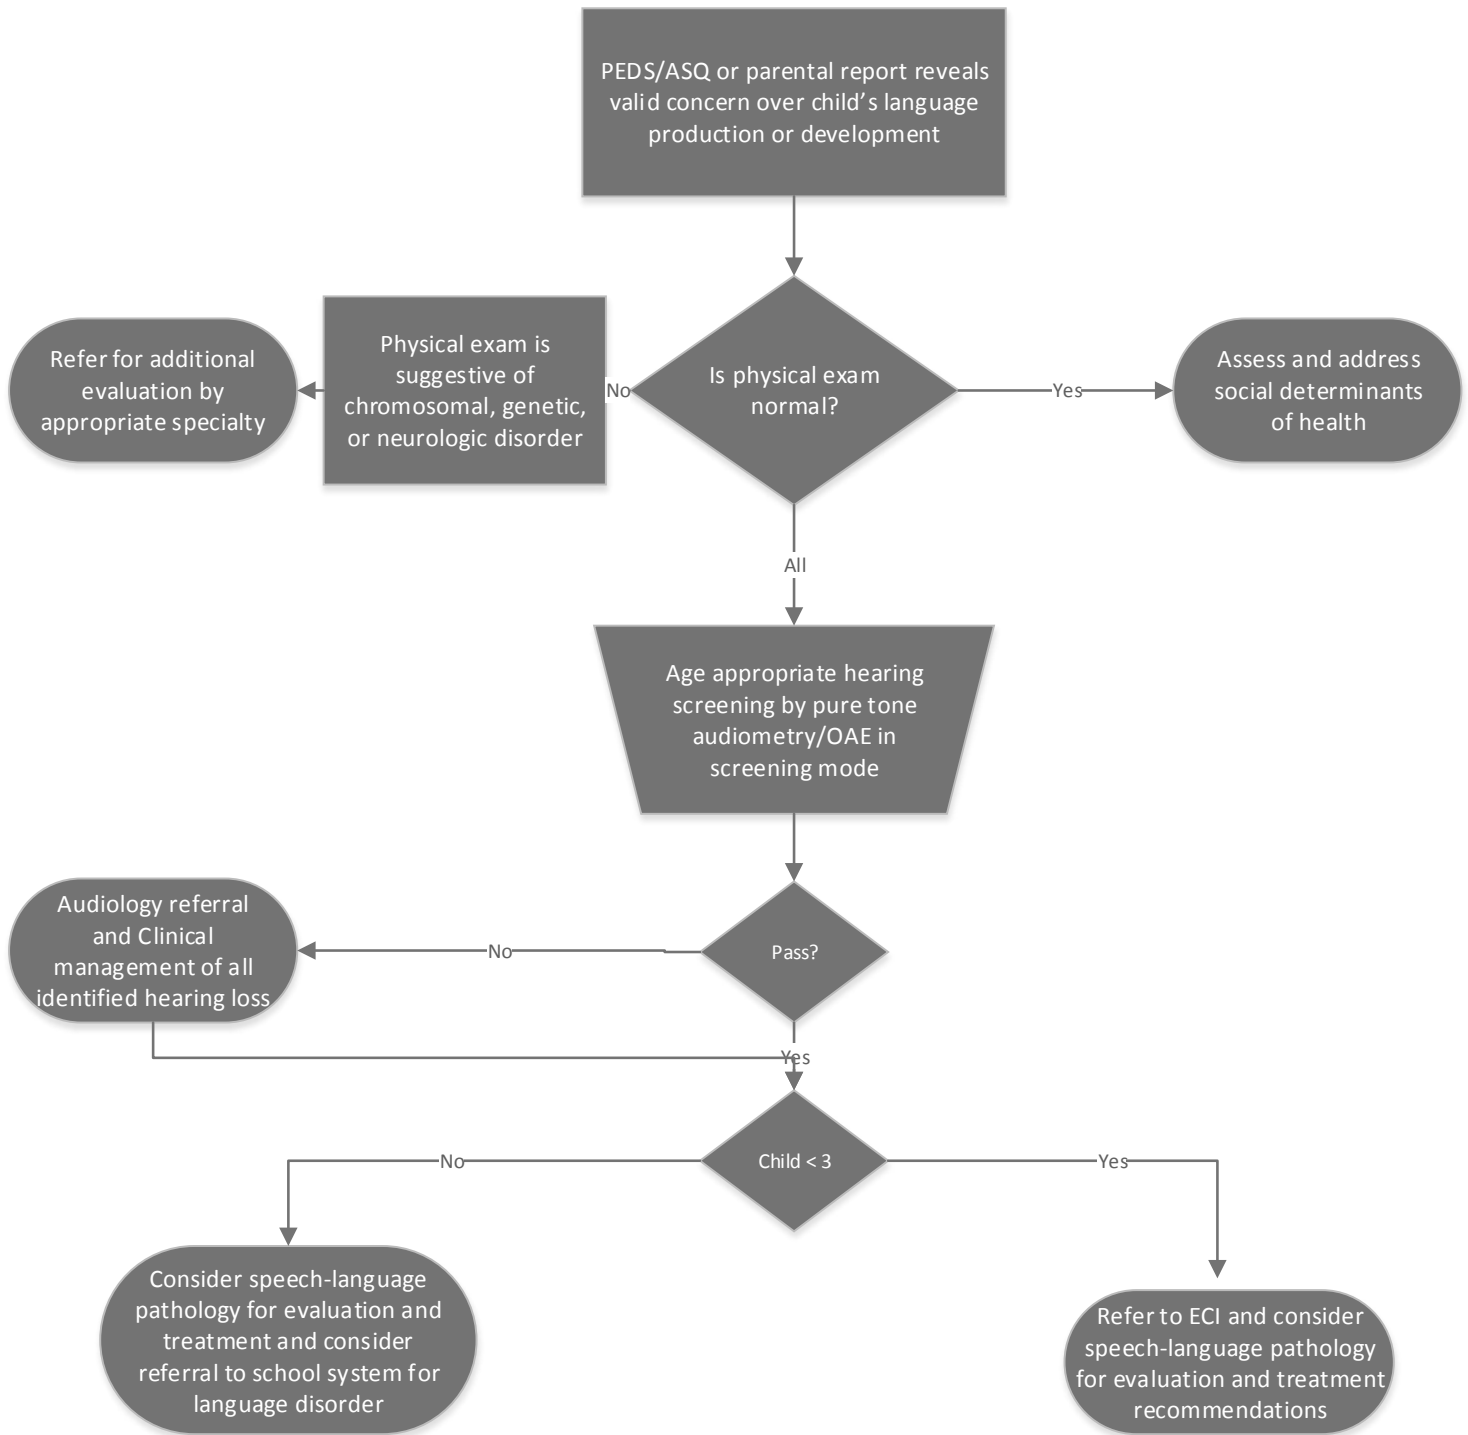 PEDS/ASQ or parental report reveals
valid concern over child’s language
production or development
Refer for additional
evaluation by
appropriate specialty
Physical exam is
suggestive of
chromosomal, genetic,
or neurologic disorder
No
Is physical exam
normal?
Yes
Assess and address
social determinants
of health
All
Age appropriate hearing
screening by pure tone
audiometry/OAE in
screening mode
Audiology referral
and Clinical
management of all
identified hearing loss
No
Pass?
Yes
No
Child < 3
Yes
Consider speech-language
pathology for evaluation and
treatment and consider
referral to school system for
language disorder
Refer to ECI and consider
speech-language pathology
for evaluation and treatment
recommendations